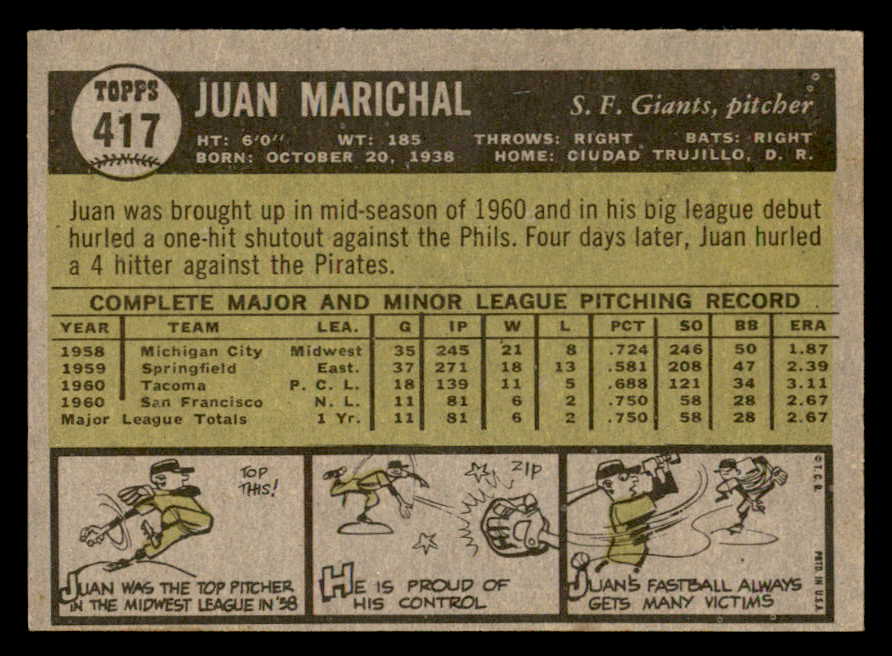 TOPPS
417
JUAN MARICHAL
S. F. Giants, pitcher
HT: 6'0" WT: 185 THROWS: RIGHT BATS: RIGHT
BORN: OCTOBER 20, 1938 HOME: CIUDAD TRUJILLO, D. R.
Juan was brought up in mid-season of 1960 and in his big league debut
hurled a one-hit shutout against the Phils. Four days later, Juan hurled
a 4 hitter against the Pirates.
COMPLETE MAJOR AND MINOR LEAGUE PITCHING RECORD
YEAR TEAM LEA. G IP W L PCT SO BB ERA
1958 Michigan City Midwest 35 245 21 8 .724 246 50 1.87
1959 Springfield East. 37 271 18 13 .581 208 47 2.39
1960 Tacoma P. C. L. 18 139 11 5 .688 121 34 3.11
1960 San Francisco N. L. 11 81 6 2 .750 58 28 2.67
Major League Totals 1 Yr. 11 81 6 2 .750 58 28 2.67
TOP
THIS!
JUAN WAS THE TOP PITCHER
IN THE MIDWEST LEAGUE IN '58
ZIP
HE IS PROUD OF
HIS CONTROL
JUAN'S FASTBALL ALWAYS
GETS MANY VICTIMS
© T. C. G. PRTD. IN U.S.A.